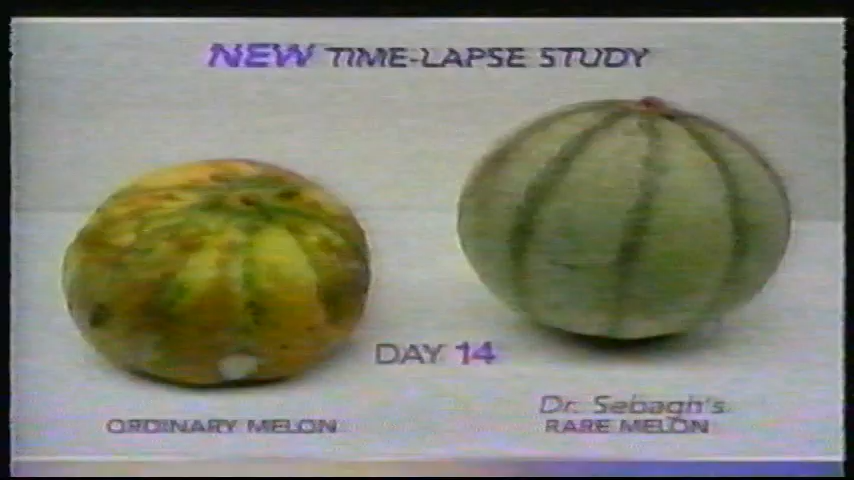 NEW TIME-LAPSE STUDY
DAY 14
ORDINARY MELON
Dr. Sebagh's
RARE MELON